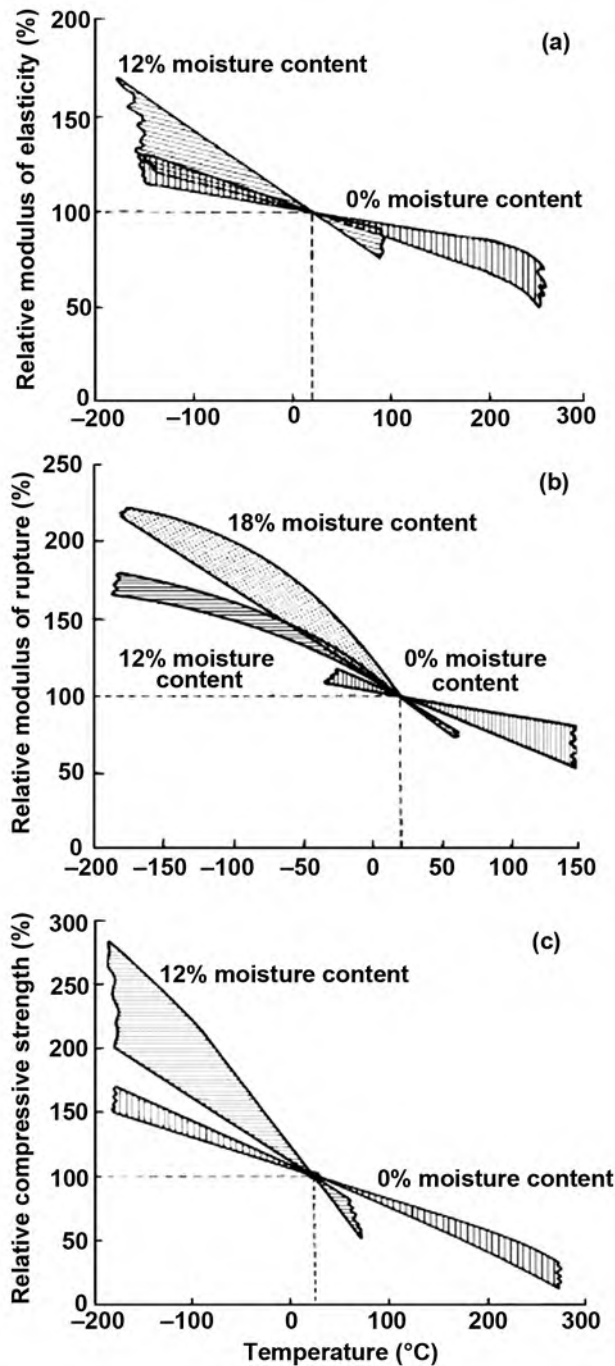 Relative modulus of elasticity (%)
200
150
100
50
0
(a)
12% moisture content
0% moisture content
–200
–100
0
100
200
300
Relative modulus of rupture (%)
250
200
150
100
50
0
(b)
18% moisture content
12% moisture
content
0% moisture
content
–200
–150
–100
–50
0
50
100
150
Relative compressive strength (%)
300
250
200
150
100
50
0
(c)
12% moisture content
0% moisture content
–200
–100
0
100
200
300
Temperature (°C)